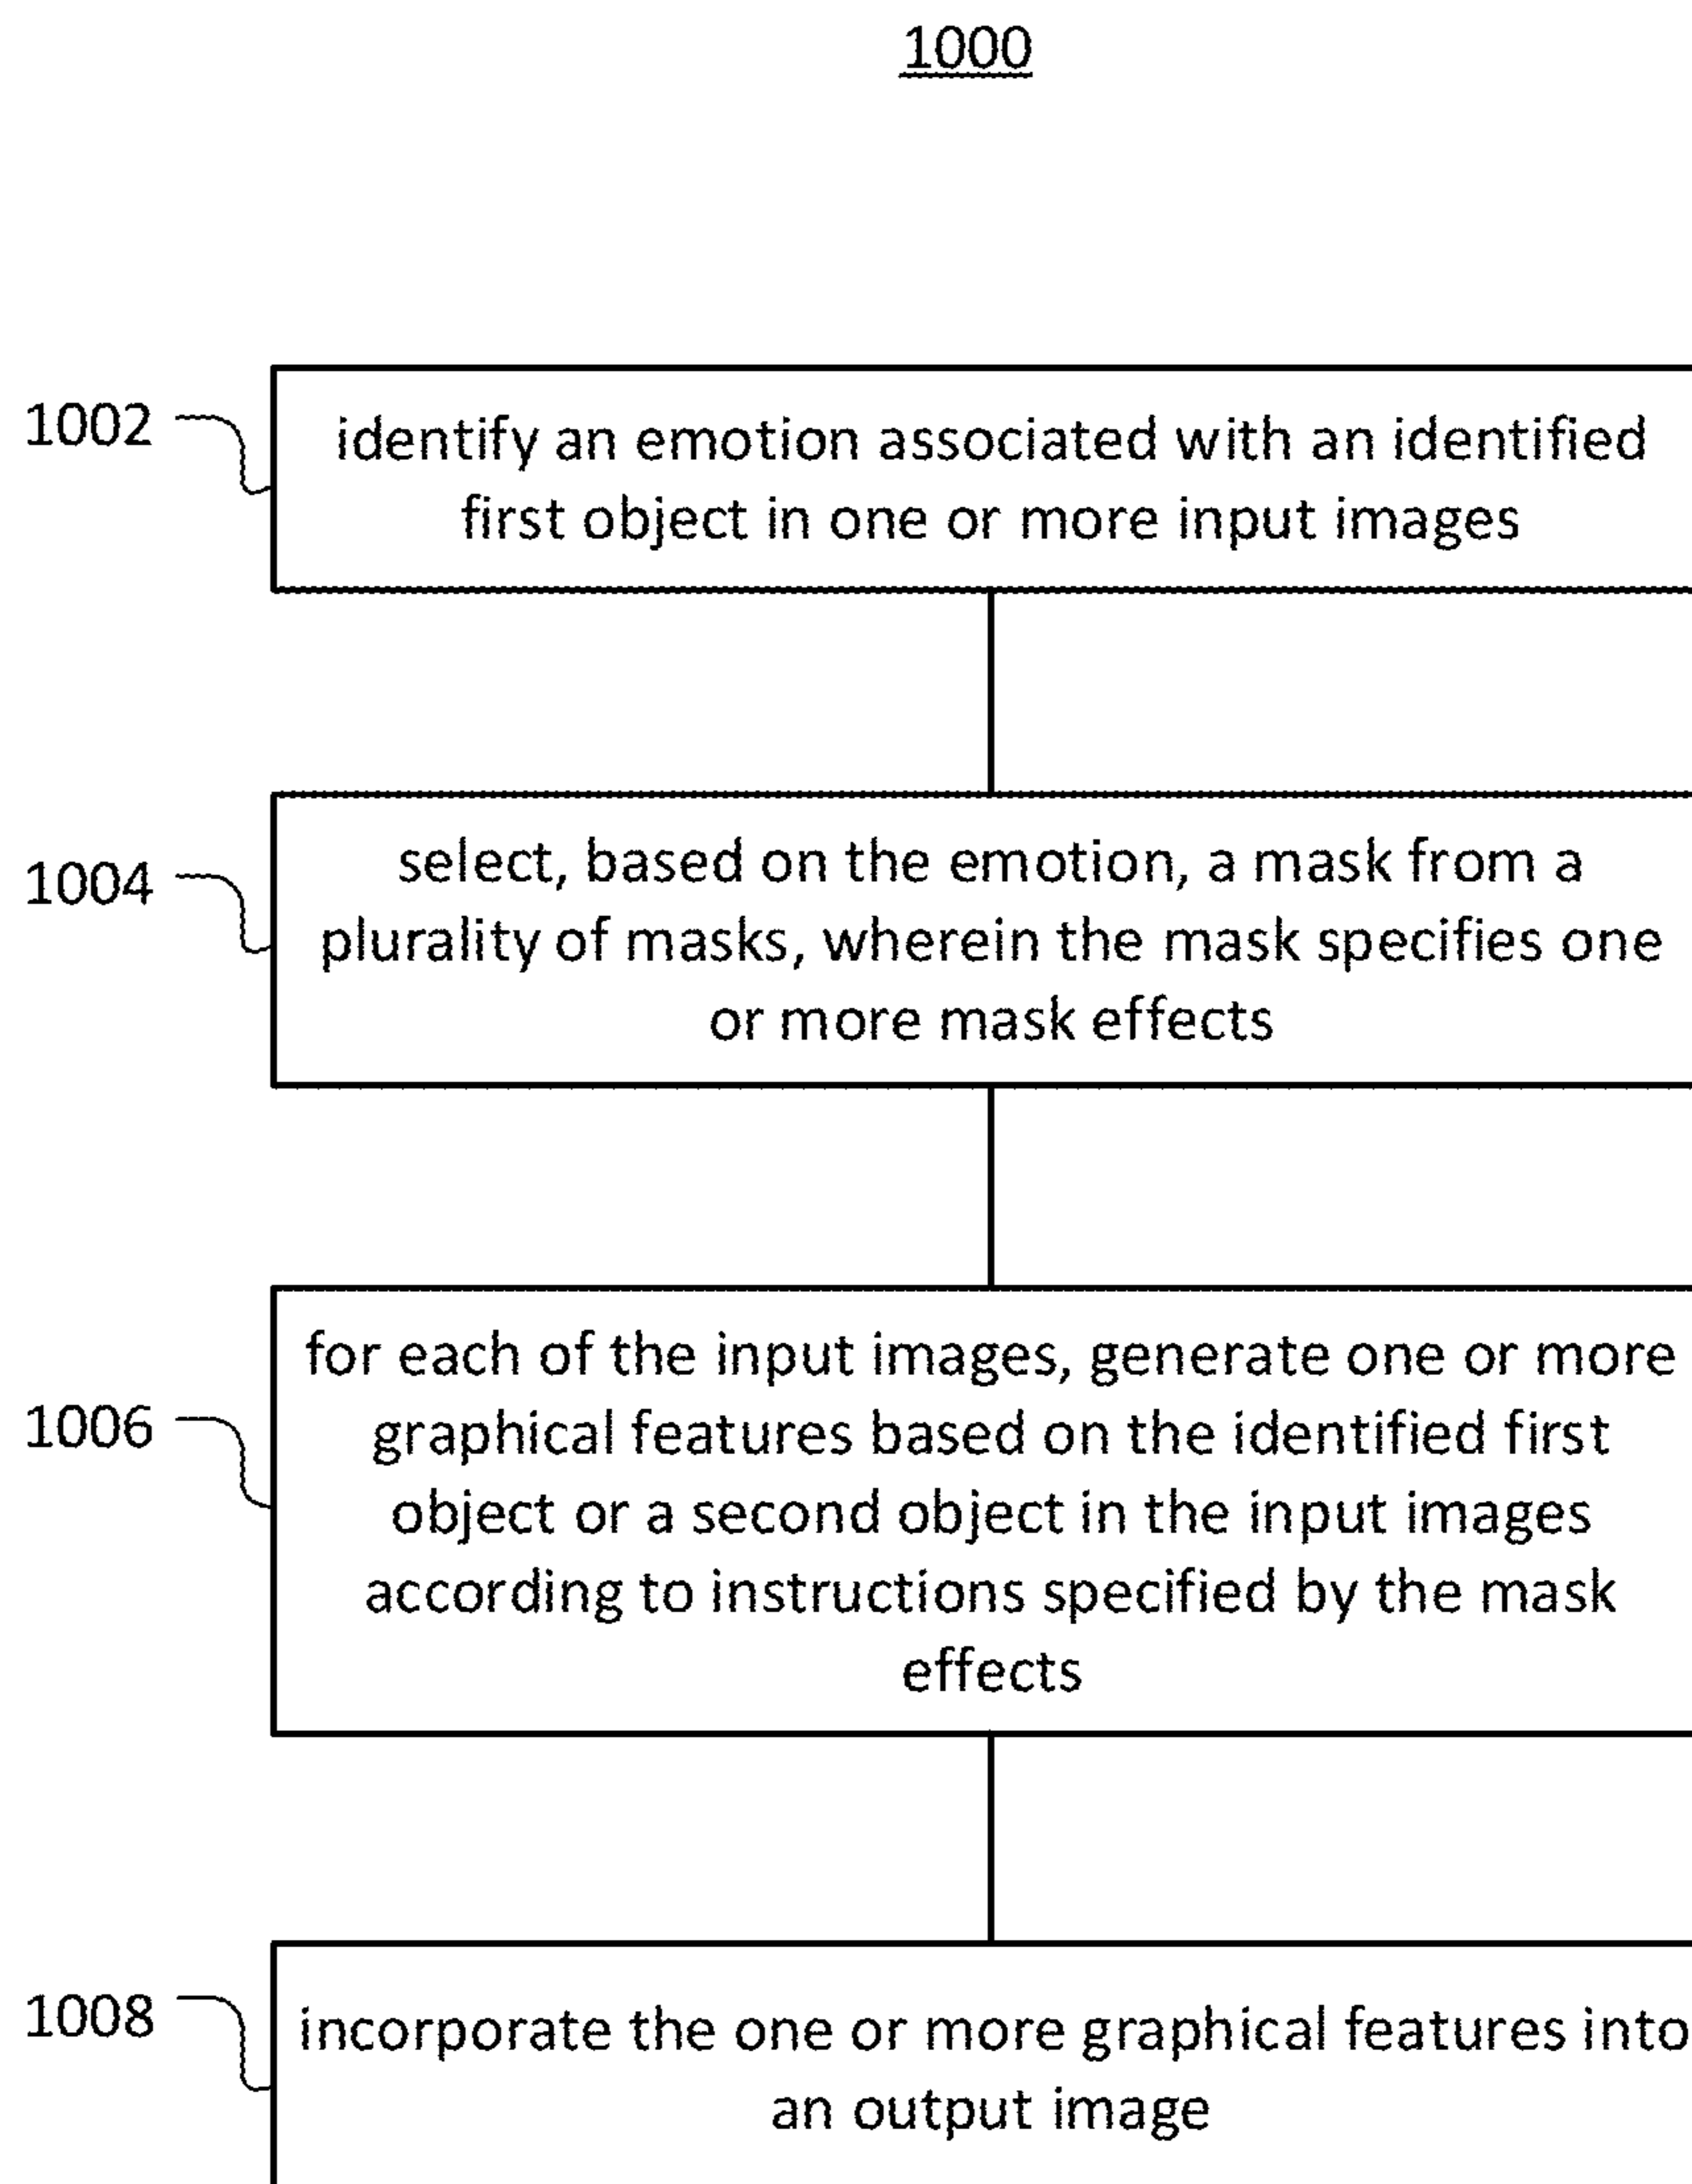 1000
1002
identify an emotion associated with an identified
first object in one or more input images
1004
select, based on the emotion, a mask from a
plurality of masks, wherein the mask specifies one
or more mask effects
1006
for each of the input images, generate one or more
graphical features based on the identified first
object or a second object in the input images
according to instructions specified by the mask
effects
1008
incorporate the one or more graphical features into
an output image